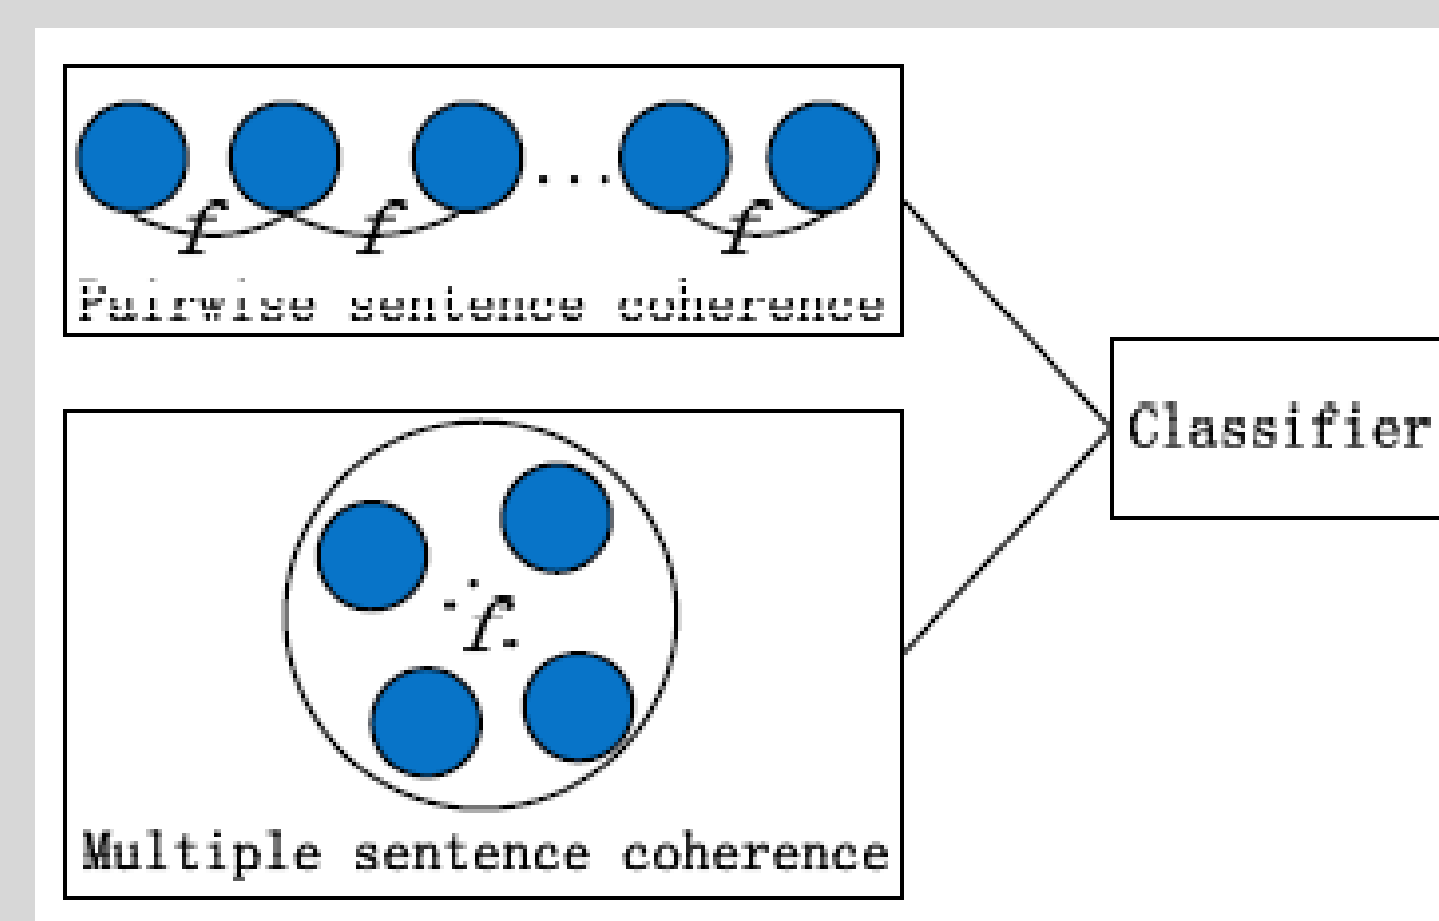 f f f
Pairwise sentence coherence
Classifier
f
Multiple sentence coherence